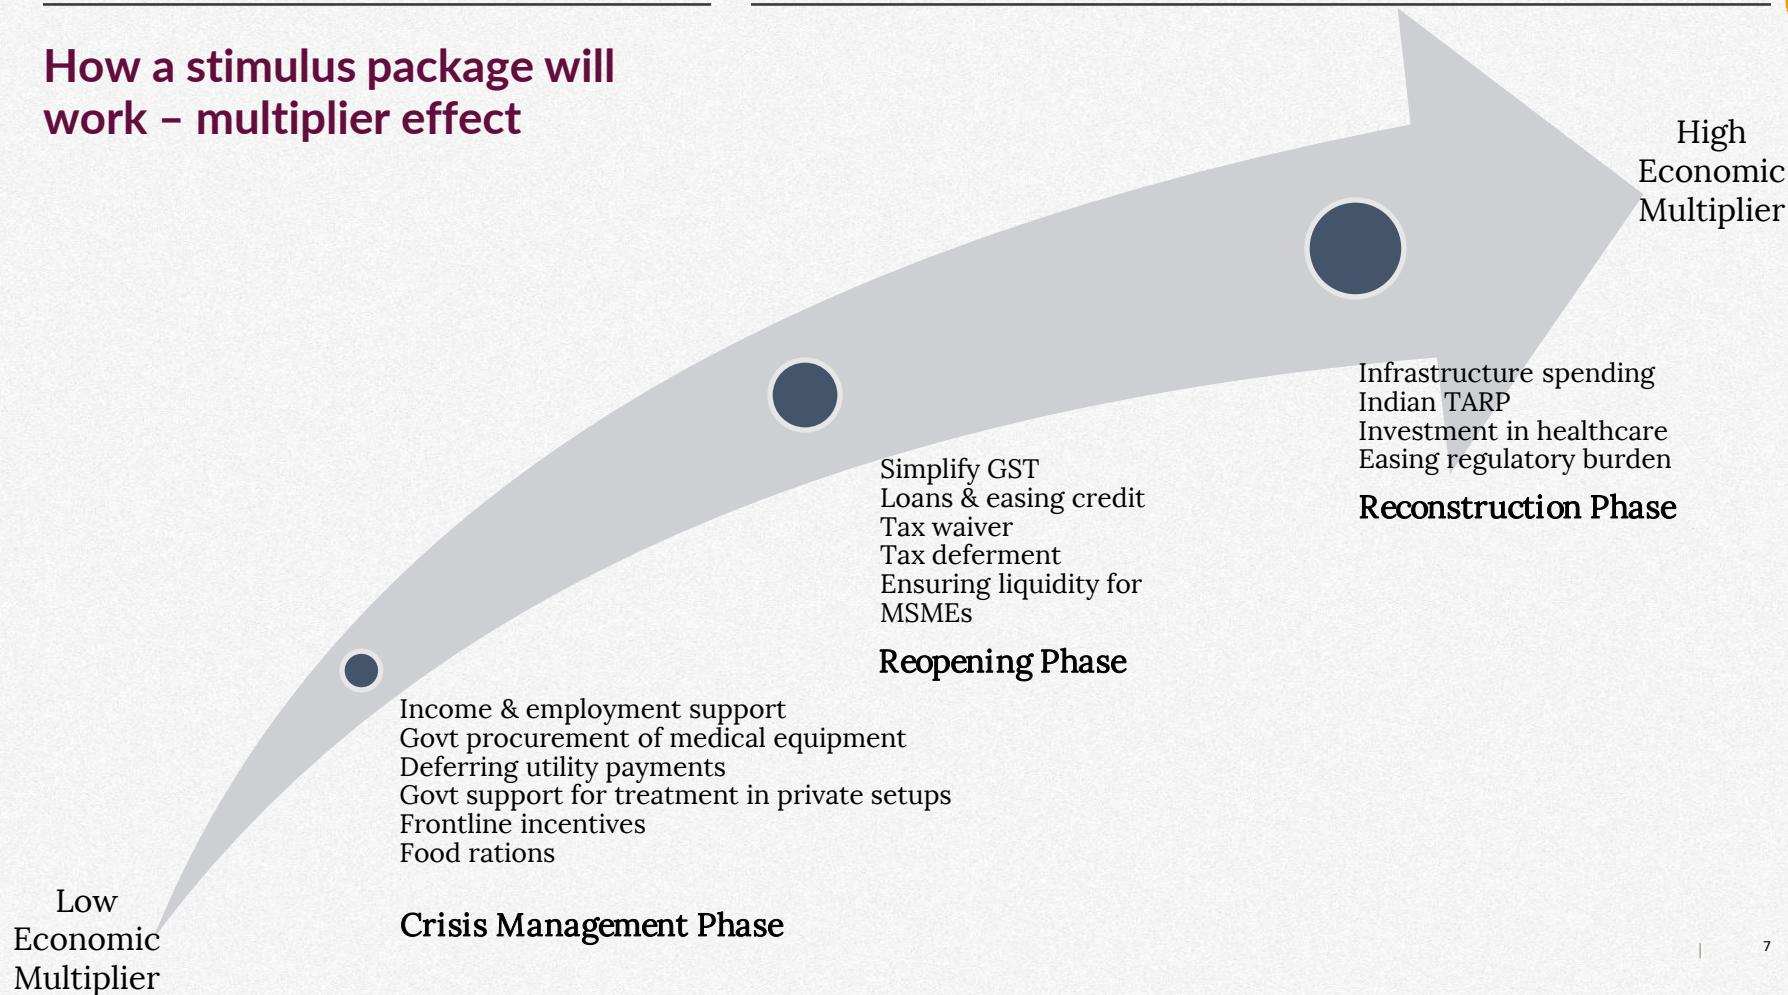 How a stimulus package will
work – multiplier effect
High
Economic
Multiplier
Infrastructure spending
Indian TARP
Investment in healthcare
Easing regulatory burden
Reconstruction Phase
Simplify GST
Loans & easing credit
Tax waiver
Tax deferment
Ensuring liquidity for
MSMEs
Reopening Phase
Income & employment support
Govt procurement of medical equipment
Deferring utility payments
Govt support for treatment in private setups
Frontline incentives
Food rations
Crisis Management Phase
Low
Economic
Multiplier
7